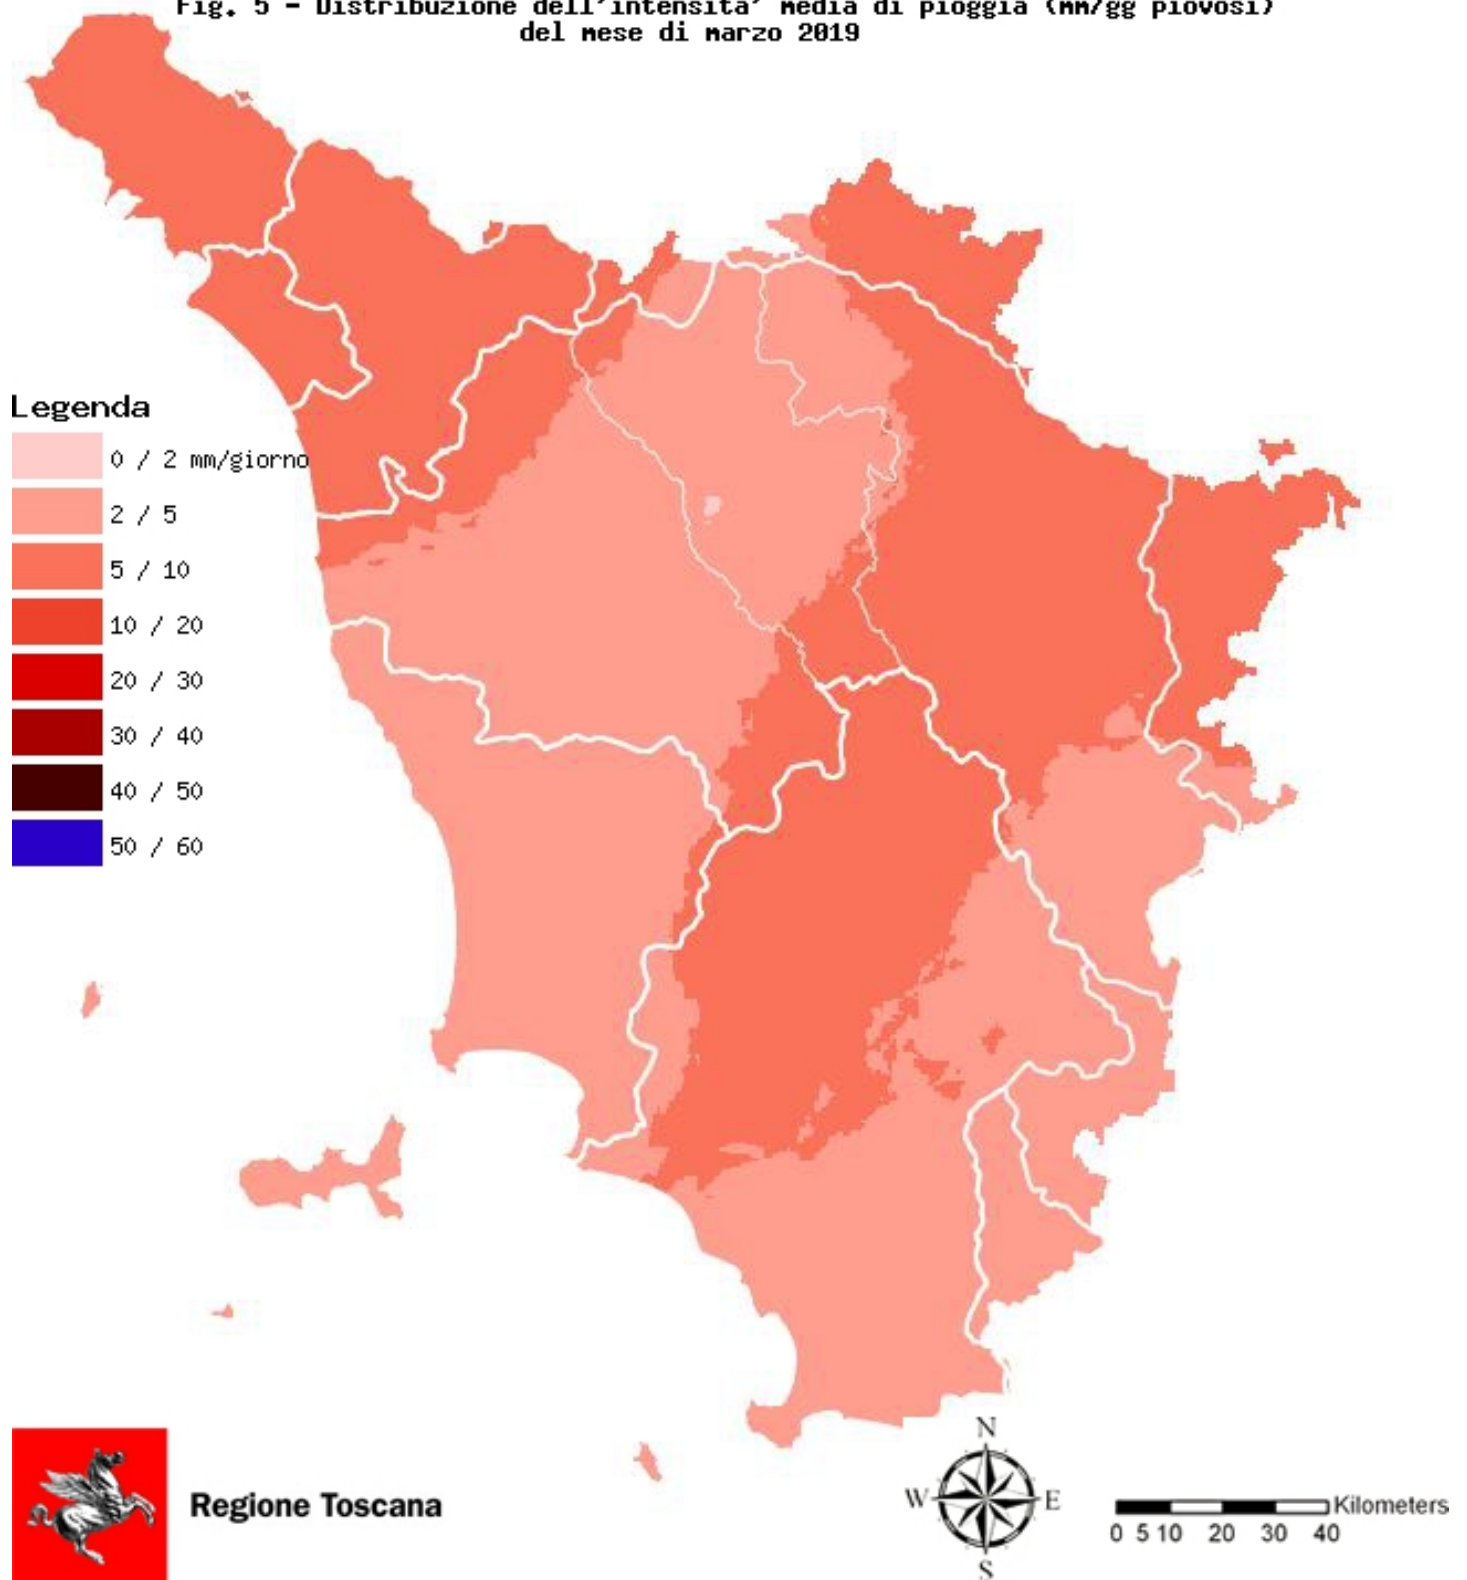 Fig. 5 - Distribuzione dell'intensita' media di pioggia (mm/gg piovosi)
del mese di marzo 2019
Legenda
0 / 2 mm/giorno
2 / 5
5 / 10
10 / 20
20 / 30
30 / 40
40 / 50
50 / 60
N
W E
S
Regione Toscana
Kilometers
0 5 10 20 30 40